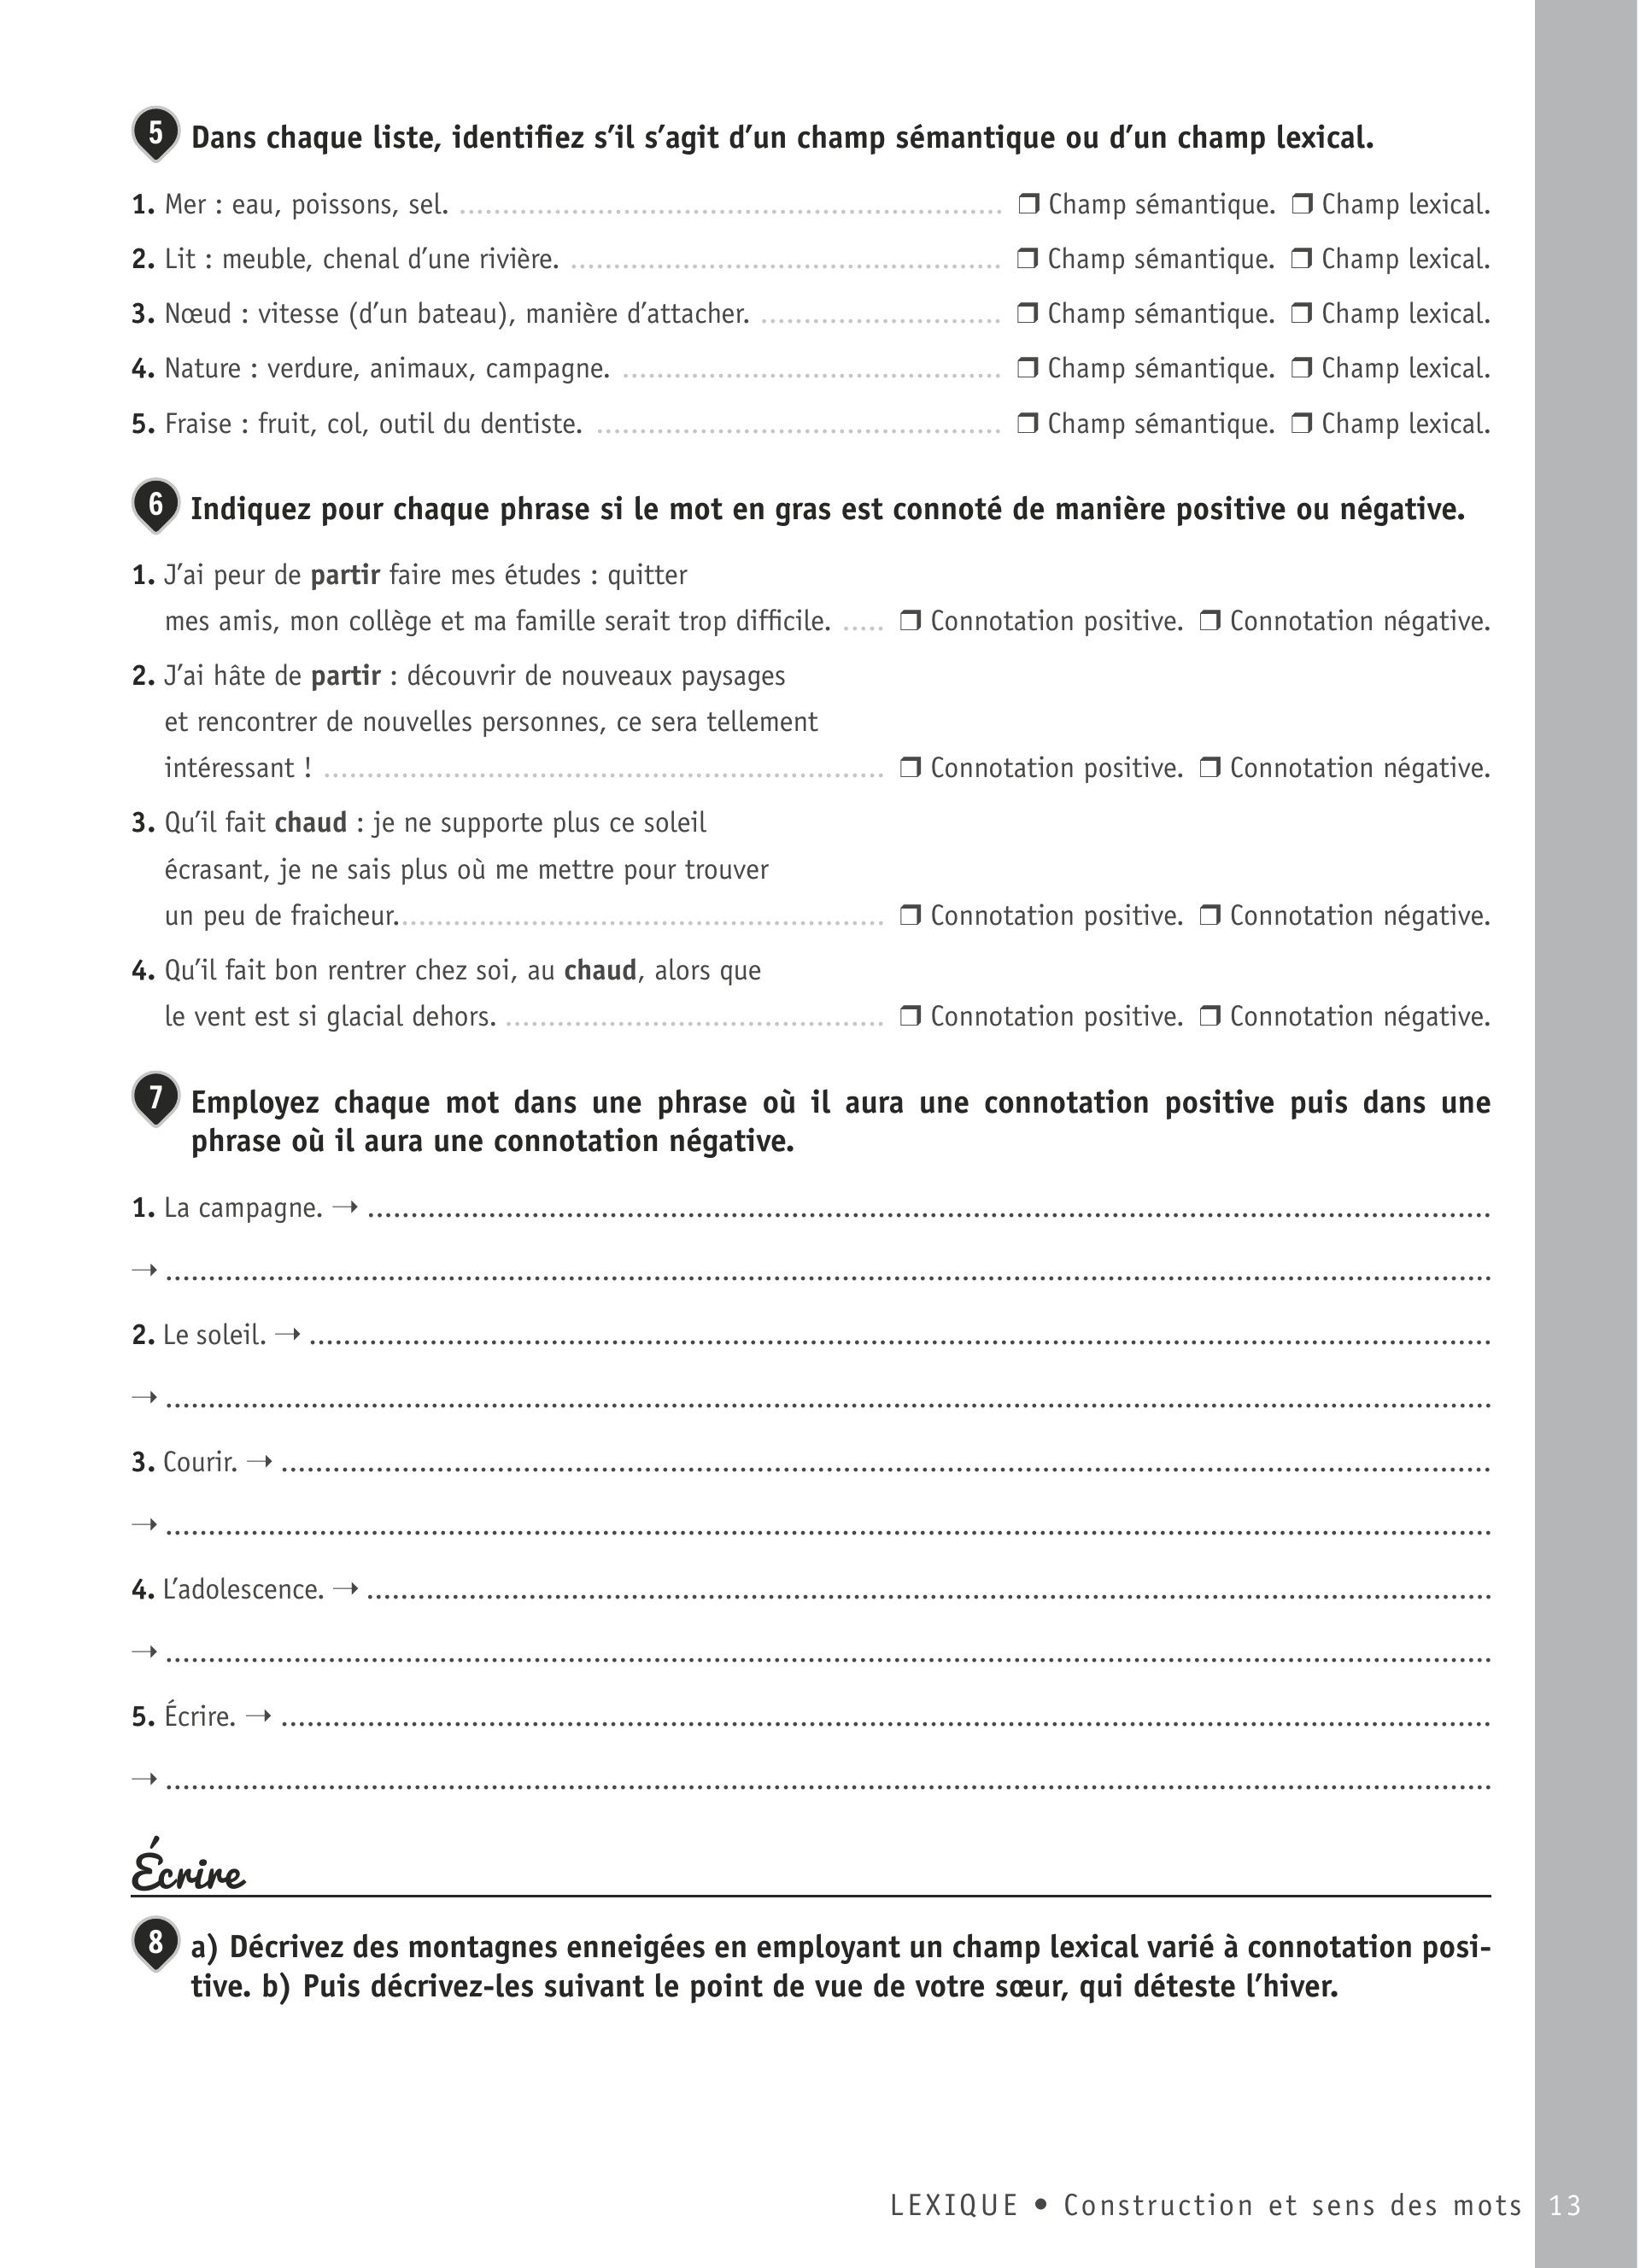 5 Dans chaque liste, identifiez s’il s’agit d’un champ sémantique ou d’un champ lexical.
1. Mer : eau, poissons, sel. ............................................................... ❒ Champ sémantique. ❒ Champ lexical.
2. Lit : meuble, chenal d’une rivière. .................................................. ❒ Champ sémantique. ❒ Champ lexical.
3. Nœud : vitesse (d’un bateau), manière d’attacher. ............................ ❒ Champ sémantique. ❒ Champ lexical.
4. Nature : verdure, animaux, campagne. ............................................ ❒ Champ sémantique. ❒ Champ lexical.
5. Fraise : fruit, col, outil du dentiste. ............................................... ❒ Champ sémantique. ❒ Champ lexical.
6 Indiquez pour chaque phrase si le mot en gras est connoté de manière positive ou négative.
1. J’ai peur de partir faire mes études : quitter
mes amis, mon collège et ma famille serait trop difficile. ..... ❒ Connotation positive. ❒ Connotation négative.
2. J’ai hâte de partir : découvrir de nouveaux paysages
et rencontrer de nouvelles personnes, ce sera tellement
intéressant ! ................................................................. ❒ Connotation positive. ❒ Connotation négative.
3. Qu’il fait chaud : je ne supporte plus ce soleil
écrasant, je ne sais plus où me mettre pour trouver
un peu de fraicheur......................................................... ❒ Connotation positive. ❒ Connotation négative.
4. Qu’il fait bon rentrer chez soi, au chaud, alors que
le vent est si glacial dehors. ............................................ ❒ Connotation positive. ❒ Connotation négative.
7 Employez chaque mot dans une phrase où il aura une connotation positive puis dans une
phrase où il aura une connotation négative.
1. La campagne. → ....................................................................................
→ ....................................................................................
2. Le soleil. → ....................................................................................
→ ....................................................................................
3. Courir. → ....................................................................................
→ ....................................................................................
4. L’adolescence. → ....................................................................................
→ ....................................................................................
5. Écrire. → ....................................................................................
→ ....................................................................................
Écrire
8 a) Décrivez des montagnes enneigées en employant un champ lexical varié à connotation posi-
tive. b) Puis décrivez-les suivant le point de vue de votre sœur, qui déteste l’hiver.
LEXIQUE • Construction et sens des mots 13